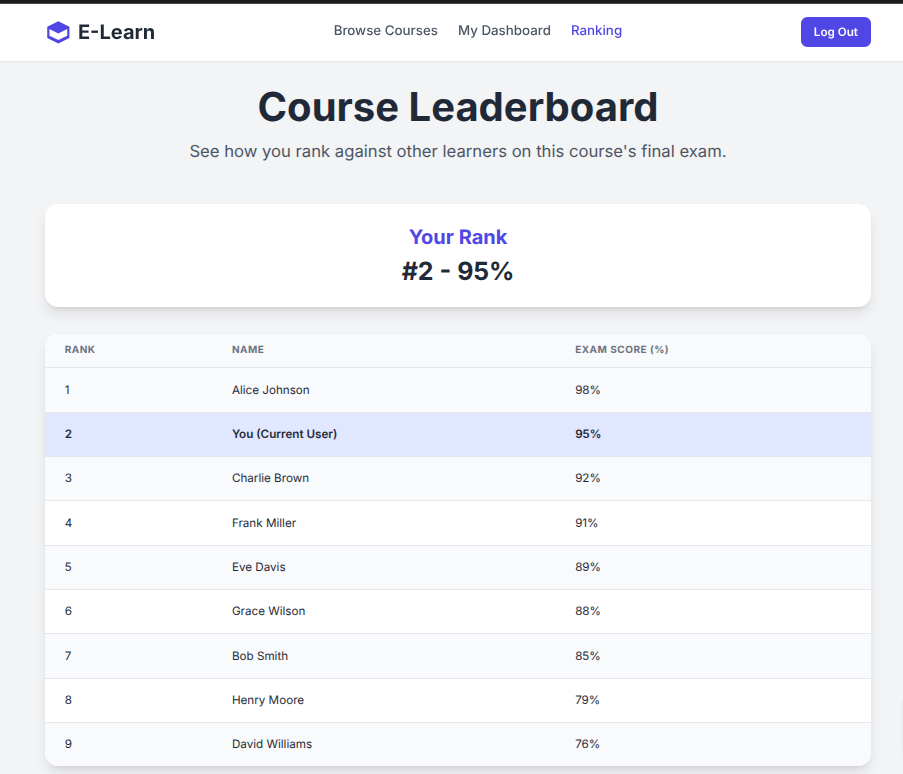 E-Learn Browse Courses My Dashboard Ranking Log Out
Course Leaderboard
See how you rank against other learners on this course's final exam.
Your Rank
#2 - 95%
RANK NAME EXAM SCORE (%)
1 Alice Johnson 98%
2 You (Current User) 95%
3 Charlie Brown 92%
4 Frank Miller 91%
5 Eve Davis 89%
6 Grace Wilson 88%
7 Bob Smith 85%
8 Henry Moore 79%
9 David Williams 76%